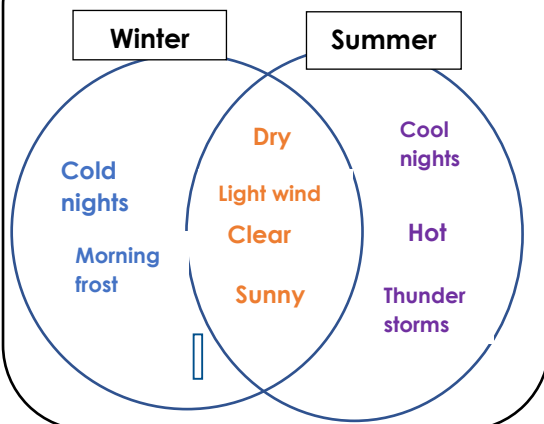 Winter
Summer
Cold
nights
Morning
frost
Dry
Light wind
Clear
Sunny
Cool
nights
Hot
Thunder
storms